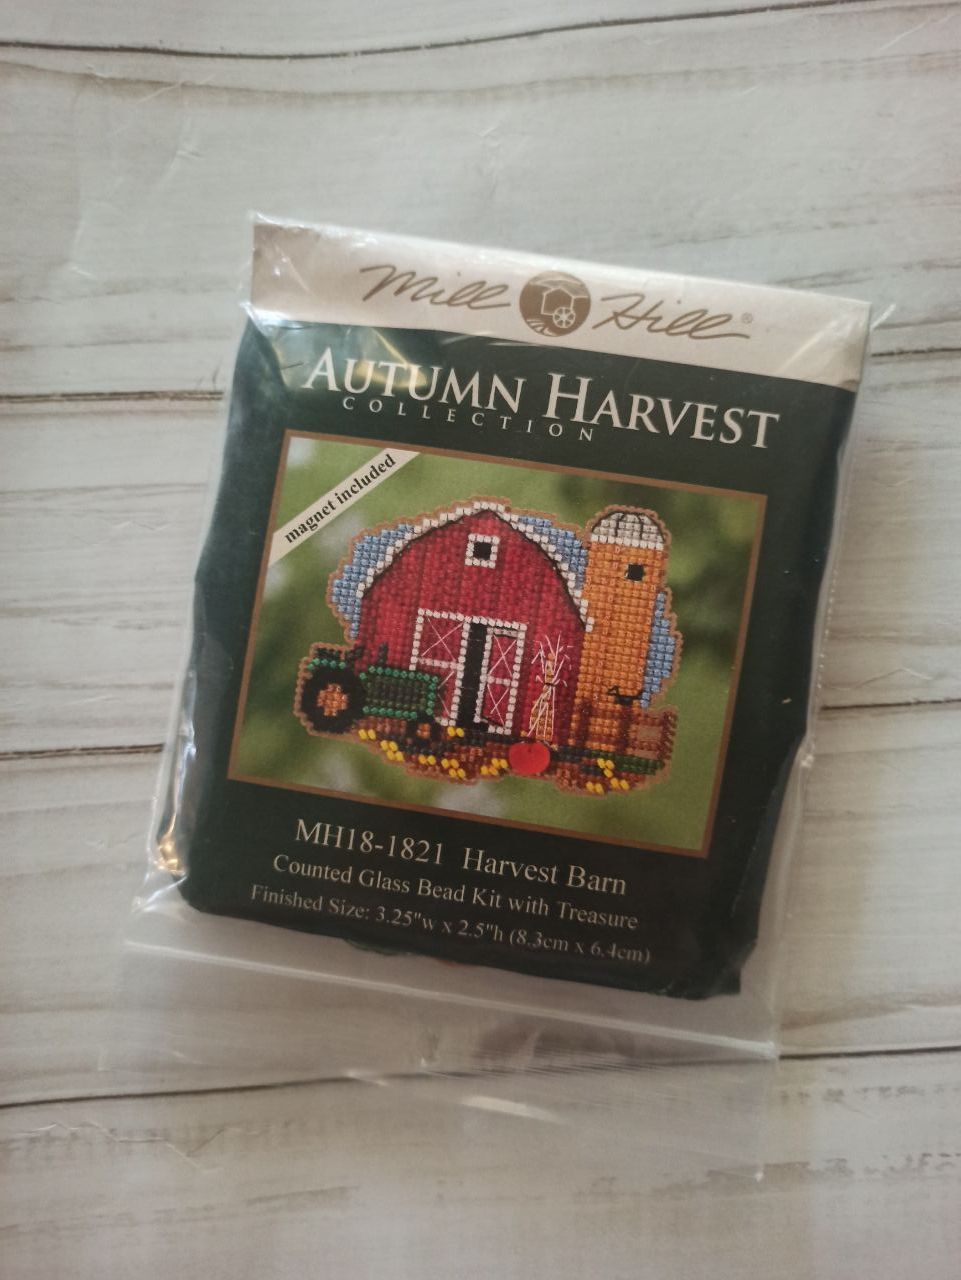 Mill Hill®
AUTUMN HARVEST
COLLECTION
magnet included
MH18-1821 Harvest Barn
Counted Glass Bead Kit with Treasure
Finished Size: 3.25"w x 2.5"h (8.3cm x 6.4cm)